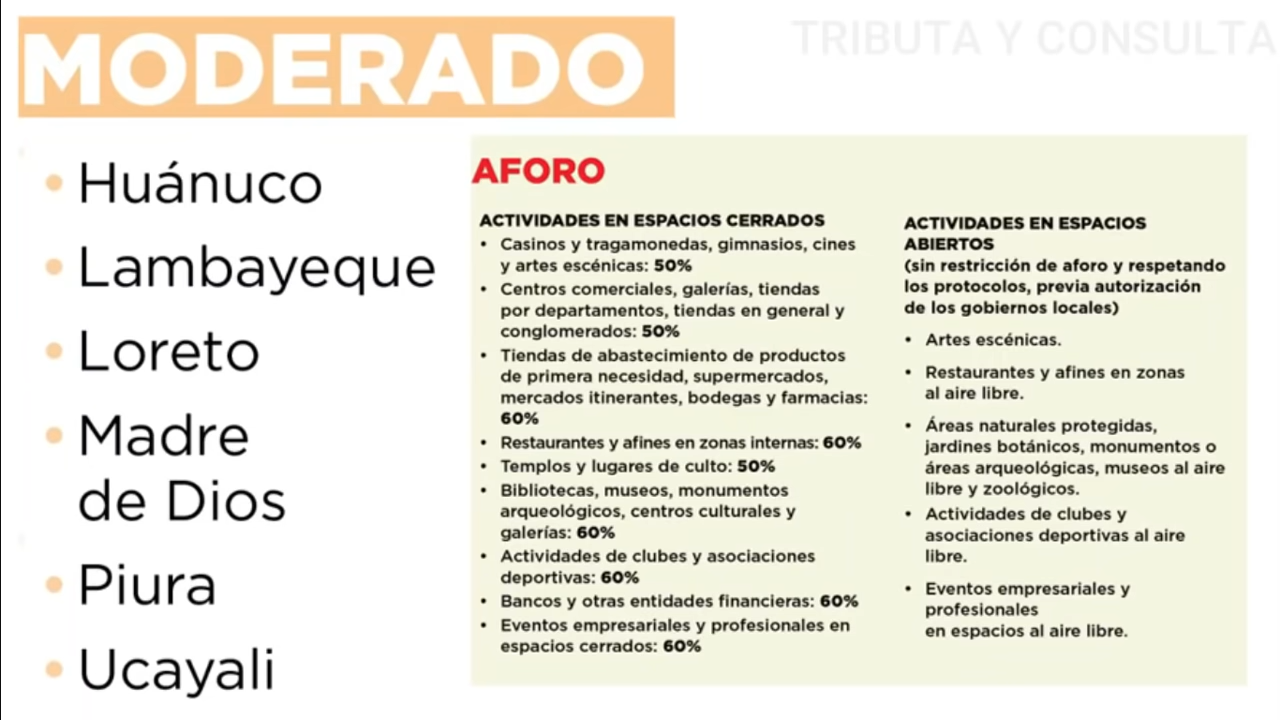 TRIBUTA Y CONSULTA
MODERADO
• Huánuco
• Lambayeque
• Loreto
• Madre
de Dios
• Piura
• Ucayali
AFORO
ACTIVIDADES EN ESPACIOS CERRADOS
• Casinos y tragamonedas, gimnasios, cines
y artes escénicas: 50%
• Centros comerciales, galerías, tiendas
por departamentos, tiendas en general y
conglomerados: 50%
• Tiendas de abastecimiento de productos
de primera necesidad, supermercados,
mercados itinerantes, bodegas y farmacias:
60%
• Restaurantes y afines en zonas internas: 60%
• Templos y lugares de culto: 50%
• Bibliotecas, museos, monumentos
arqueológicos, centros culturales y
galerías: 60%
• Actividades de clubes y asociaciones
deportivas: 60%
• Bancos y otras entidades financieras: 60%
• Eventos empresariales y profesionales en
espacios cerrados: 60%
ACTIVIDADES EN ESPACIOS
ABIERTOS
(sin restricción de aforo y respetando
los protocolos, previa autorización
de los gobiernos locales)
• Artes escénicas.
• Restaurantes y afines en zonas
al aire libre.
• Áreas naturales protegidas,
jardines botánicos, monumentos o
áreas arqueológicas, museos al aire
libre y zoológicos.
• Actividades de clubes y
asociaciones deportivas al aire
libre.
• Eventos empresariales y
profesionales
en espacios al aire libre.